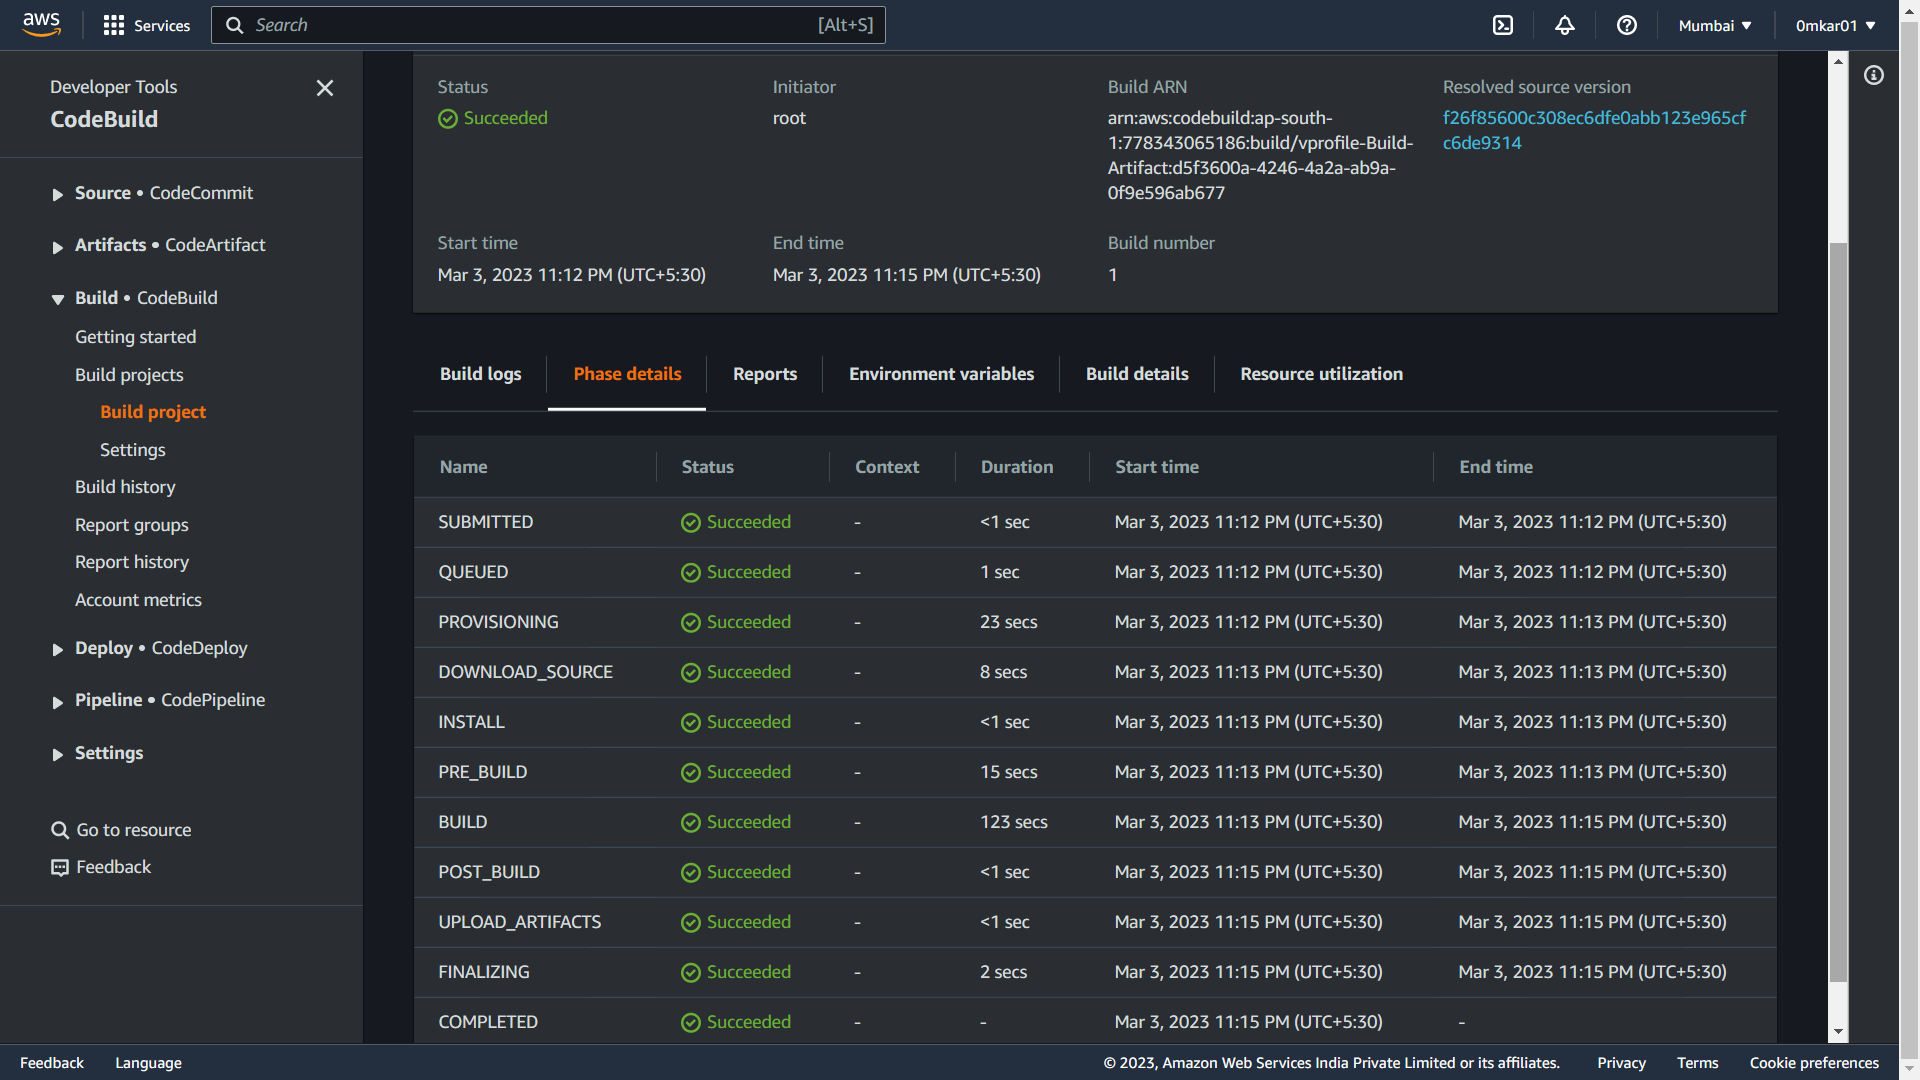 aws
Services
Search
[Alt+S]
Mumbai ▼
0mkar01 ▼
Developer Tools
CodeBuild
Source • CodeCommit
Artifacts • CodeArtifact
Build • CodeBuild
Getting started
Build projects
Build project
Settings
Build history
Report groups
Report history
Account metrics
Deploy • CodeDeploy
Pipeline • CodePipeline
Settings
Go to resource
Feedback
Status
Succeeded
Initiator
root
Build ARN
arn:aws:codebuild:ap-south-
1:778343065186:build/vprofile-Build-
Artifact:d5f3600a-4246-4a2a-ab9a-
0f9e596ab677
Resolved source version
f26f85600c308ec6dfe0abb123e965cf
c6de9314
Start time
Mar 3, 2023 11:12 PM (UTC+5:30)
End time
Mar 3, 2023 11:15 PM (UTC+5:30)
Build number
1
Build logs Phase details Reports Environment variables Build details Resource utilization
Name Status Context Duration Start time End time
SUBMITTED Succeeded - <1 sec Mar 3, 2023 11:12 PM (UTC+5:30) Mar 3, 2023 11:12 PM (UTC+5:30)
QUEUED Succeeded - 1 sec Mar 3, 2023 11:12 PM (UTC+5:30) Mar 3, 2023 11:12 PM (UTC+5:30)
PROVISIONING Succeeded - 23 secs Mar 3, 2023 11:12 PM (UTC+5:30) Mar 3, 2023 11:13 PM (UTC+5:30)
DOWNLOAD_SOURCE Succeeded - 8 secs Mar 3, 2023 11:13 PM (UTC+5:30) Mar 3, 2023 11:13 PM (UTC+5:30)
INSTALL Succeeded - <1 sec Mar 3, 2023 11:13 PM (UTC+5:30) Mar 3, 2023 11:13 PM (UTC+5:30)
PRE_BUILD Succeeded - 15 secs Mar 3, 2023 11:13 PM (UTC+5:30) Mar 3, 2023 11:13 PM (UTC+5:30)
BUILD Succeeded - 123 secs Mar 3, 2023 11:13 PM (UTC+5:30) Mar 3, 2023 11:15 PM (UTC+5:30)
POST_BUILD Succeeded - <1 sec Mar 3, 2023 11:15 PM (UTC+5:30) Mar 3, 2023 11:15 PM (UTC+5:30)
UPLOAD_ARTIFACTS Succeeded - <1 sec Mar 3, 2023 11:15 PM (UTC+5:30) Mar 3, 2023 11:15 PM (UTC+5:30)
FINALIZING Succeeded - 2 secs Mar 3, 2023 11:15 PM (UTC+5:30) Mar 3, 2023 11:15 PM (UTC+5:30)
COMPLETED Succeeded - - Mar 3, 2023 11:15 PM (UTC+5:30) -
Feedback Language © 2023, Amazon Web Services India Private Limited or its affiliates. Privacy Terms Cookie preferences